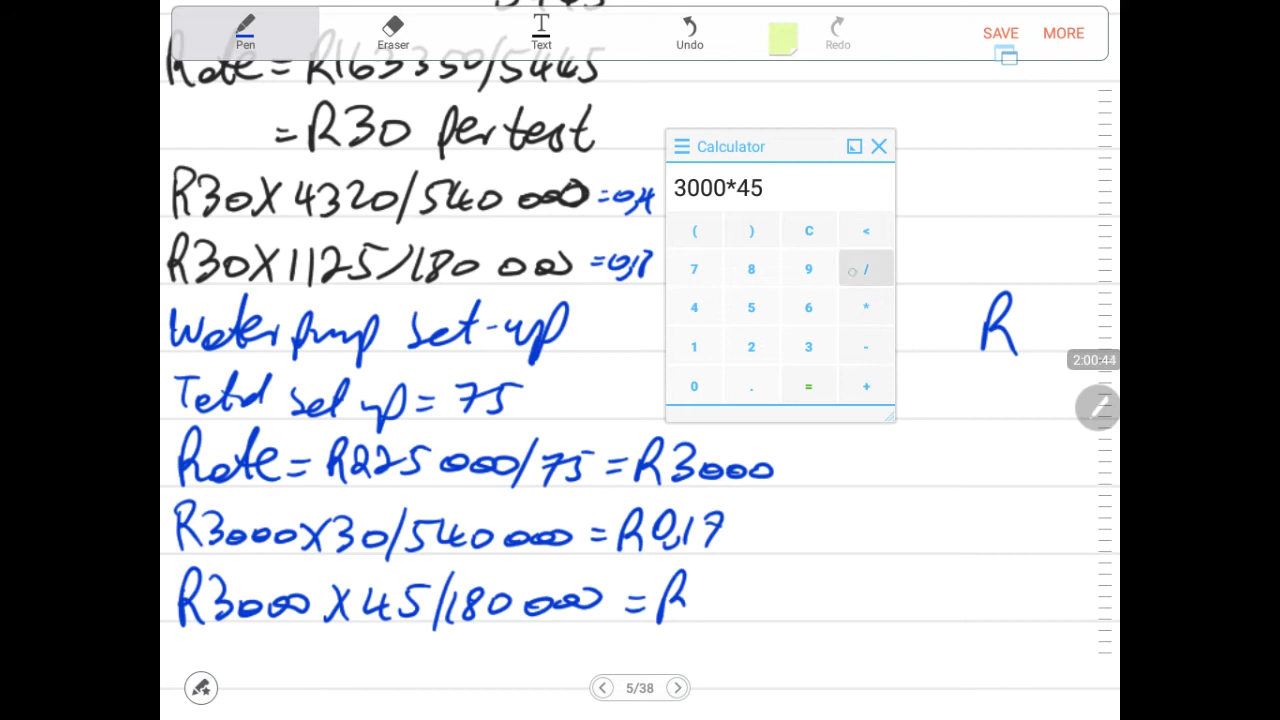 Pen Eraser Text Undo Redo SAVE MORE
Rate = R163350/5445
= R30 per test
R30 X 4320/540 000 = 0,4
R30 X 1125/180 000 = 0,1
Water pump set-up
Total set up = 75
Rate = R225 000/75 = R3000
R3000 X 30/540 000 = R0,17
R3000 X 45/180 000 = R
R
Calculator
3000*45
( ) C <
7 8 9 /
4 5 6 *
1 2 3 -
0 . = +
2:00:44
5/38